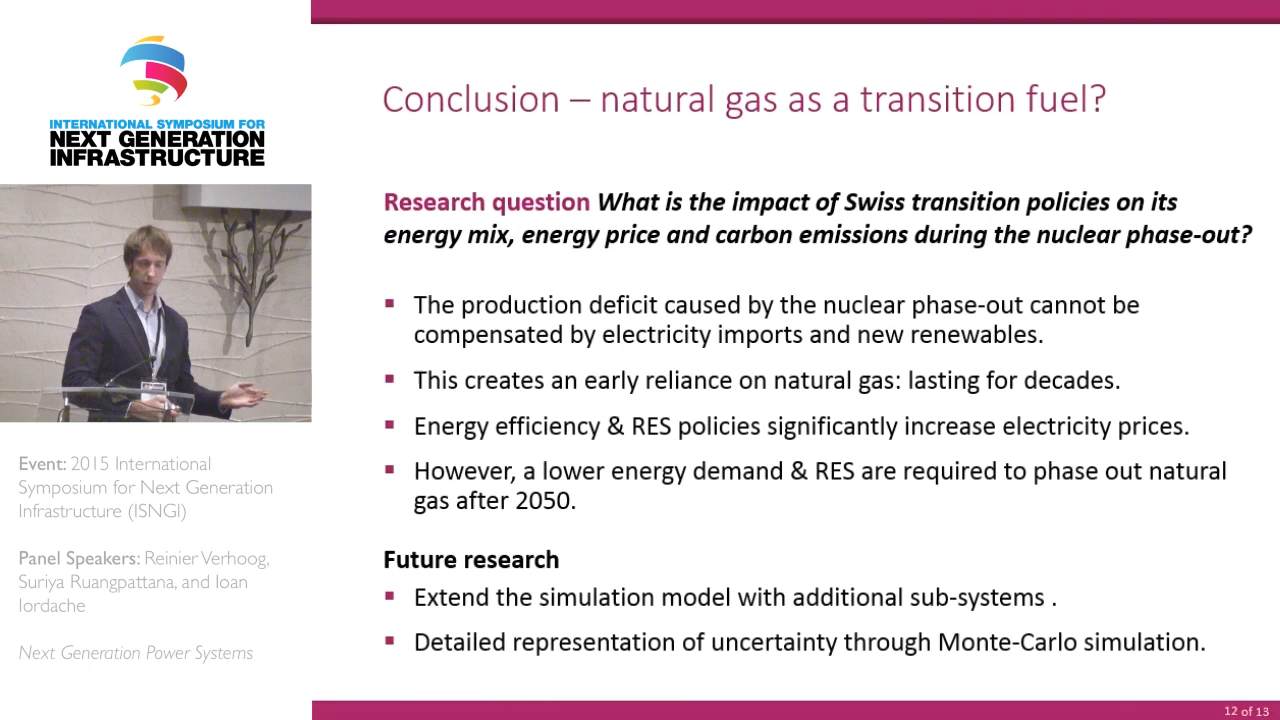 INTERNATIONAL SYMPOSIUM FOR
NEXT GENERATION
INFRASTRUCTURE
Event: 2015 International
Symposium for Next Generation
Infrastructure (ISNGI)
Panel Speakers: Reinier Verhoog,
Suriya Ruangpattana, and Ioan
Iordache
Next Generation Power Systems
Conclusion – natural gas as a transition fuel?
Research question What is the impact of Swiss transition policies on its
energy mix, energy price and carbon emissions during the nuclear phase-out?
▪ The production deficit caused by the nuclear phase-out cannot be
compensated by electricity imports and new renewables.
▪ This creates an early reliance on natural gas: lasting for decades.
▪ Energy efficiency & RES policies significantly increase electricity prices.
▪ However, a lower energy demand & RES are required to phase out natural
gas after 2050.
Future research
▪ Extend the simulation model with additional sub-systems .
▪ Detailed representation of uncertainty through Monte-Carlo simulation.
12 of 13